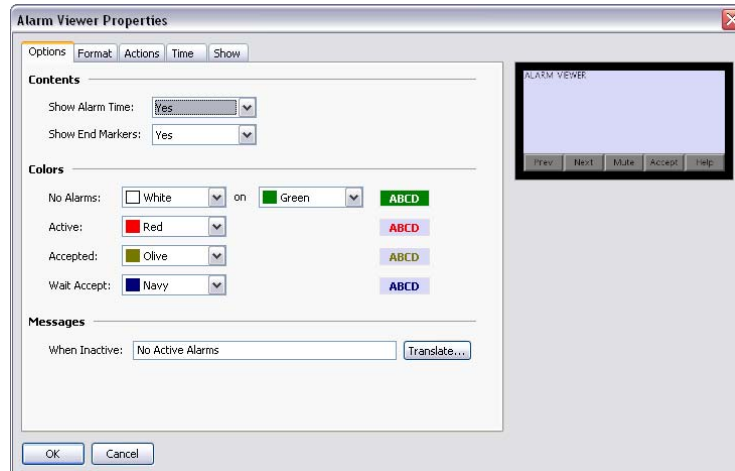 Alarm Viewer Properties
Options Format Actions Time Show
Contents
Show Alarm Time: Yes
Show End Markers: Yes
Colors
No Alarms: White on Green ABCD
Active: Red ABCD
Accepted: Olive ABCD
Wait Accept: Navy ABCD
Messages
When Inactive: No Active Alarms Translate...
OK Cancel
ALARM VIEWER
Prev Next Mute Accept Help